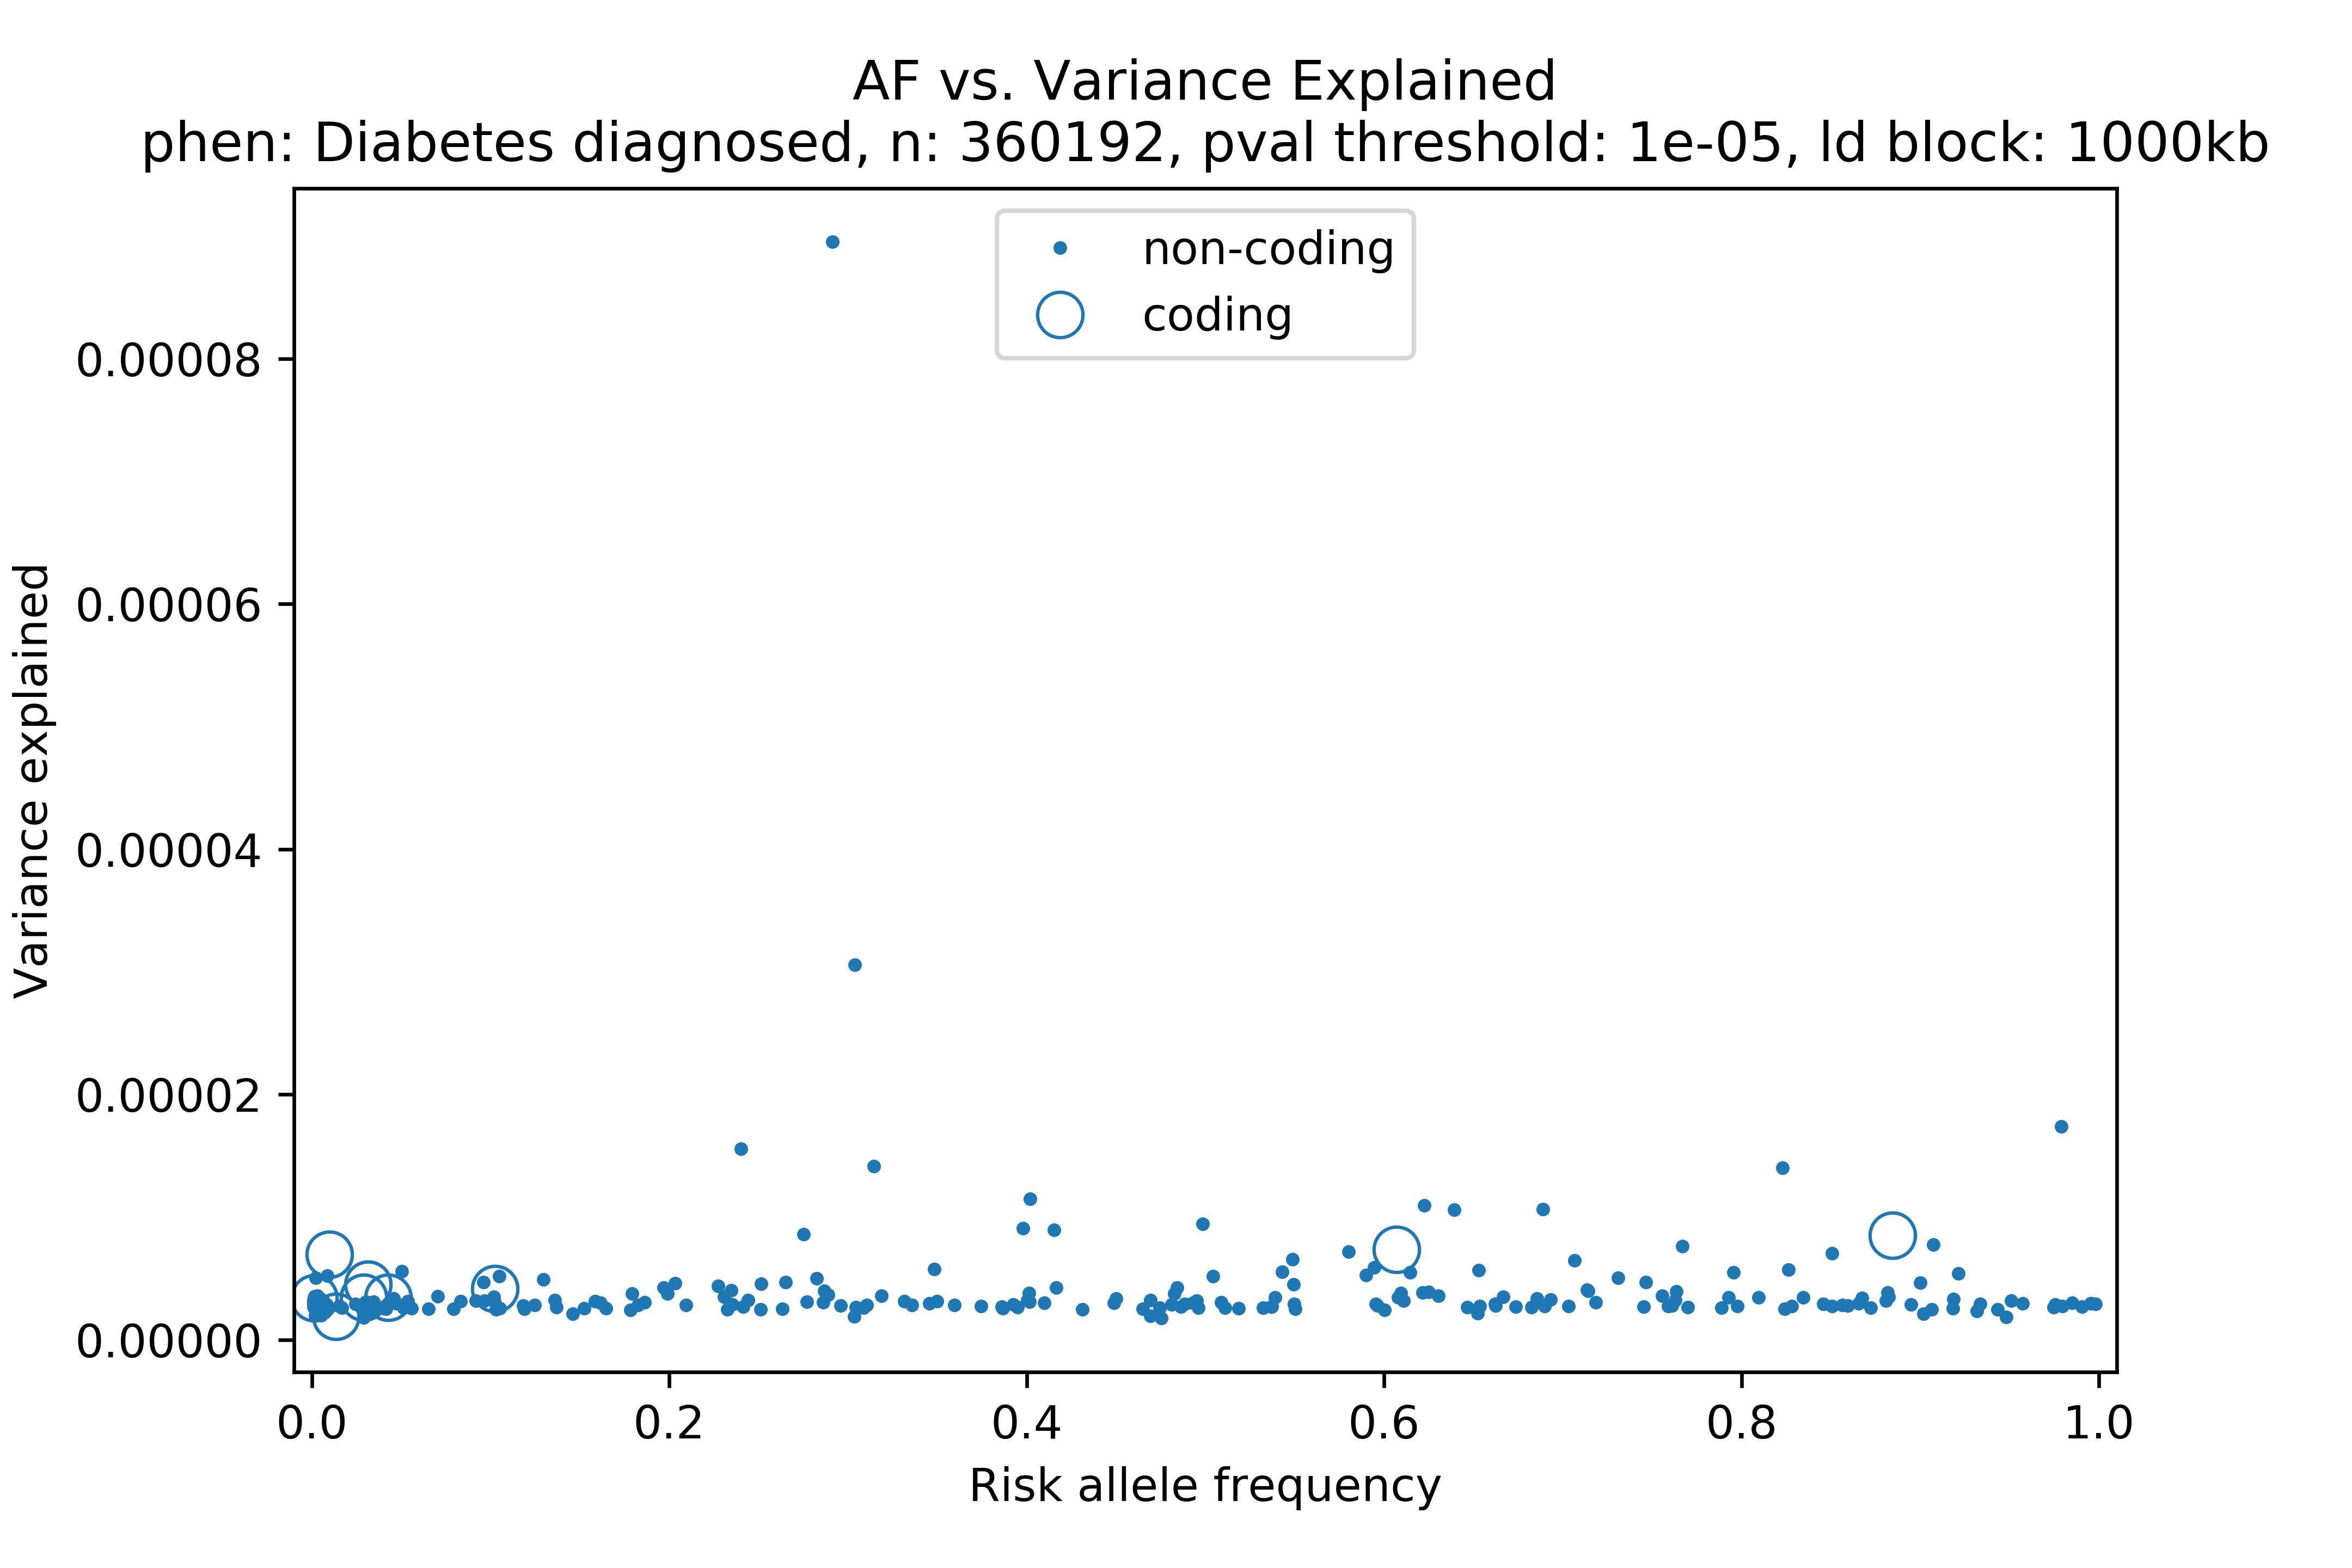 AF vs. Variance Explained
phen: Diabetes diagnosed, n: 360192, pval threshold: 1e-05, ld block: 1000kb
non-coding
coding
0.00008
0.00006
0.00004
0.00002
0.00000
Variance explained
0.0 0.2 0.4 0.6 0.8 1.0
Risk allele frequency